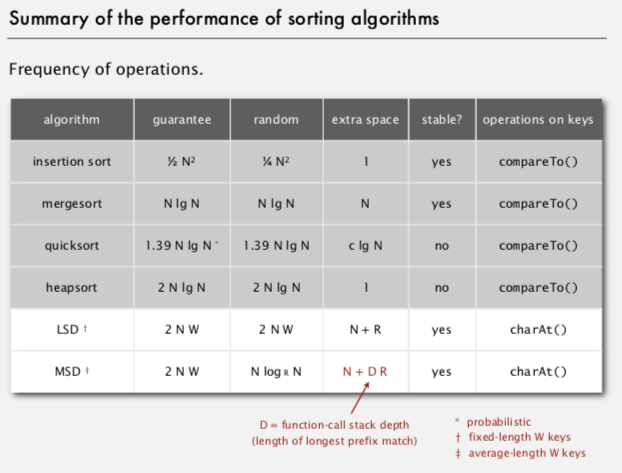 Summary of the performance of sorting algorithms
Frequency of operations.
algorithm guarantee random extra space stable? operations on keys
insertion sort ½ N² ¼ N² 1 yes compareTo()
mergesort N lg N N lg N N yes compareTo()
quicksort 1.39 N lg N * 1.39 N lg N c lg N no compareTo()
heapsort 2 N lg N 2 N lg N 1 no compareTo()
LSD † 2 N W 2 N W N + R yes charAt()
MSD ‡ 2 N W N log R N N + D R yes charAt()
D = function-call stack depth
(length of longest prefix match)
* probabilistic
† fixed-length W keys
‡ average-length W keys